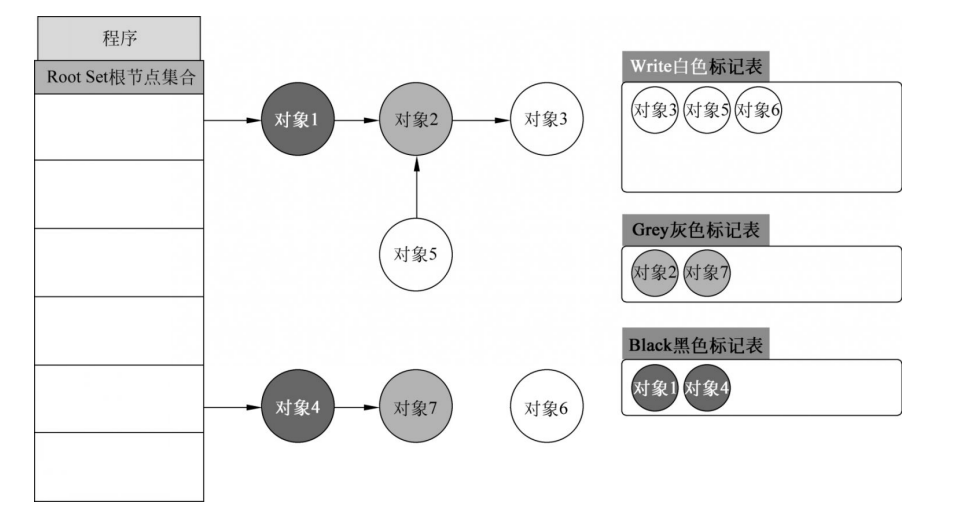 程序
Root Set根节点集合
对象1
对象2
对象3
对象5
对象4
对象7
对象6
Write白色标记表
对象3 对象5 对象6
Grey灰色标记表
对象2 对象7
Black黑色标记表
对象1 对象4